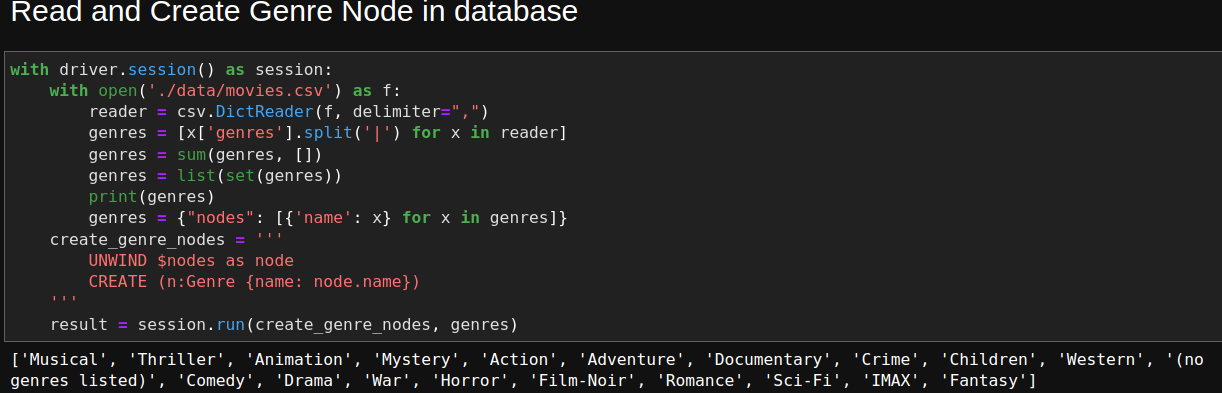 Read and Create Genre Node in database
with driver.session() as session:
    with open('./data/movies.csv') as f:
        reader = csv.DictReader(f, delimiter=",")
        genres = [x['genres'].split('|') for x in reader]
        genres = sum(genres, [])
        genres = list(set(genres))
        print(genres)
        genres = {"nodes": [{'name': x} for x in genres]}
    create_genre_nodes = '''
        UNWIND $nodes as node
        CREATE (n:Genre {name: node.name})
    '''
    result = session.run(create_genre_nodes, genres)
['Musical', 'Thriller', 'Animation', 'Mystery', 'Action', 'Adventure', 'Documentary', 'Crime', 'Children', 'Western', '(no
genres listed)', 'Comedy', 'Drama', 'War', 'Horror', 'Film-Noir', 'Romance', 'Sci-Fi', 'IMAX', 'Fantasy']